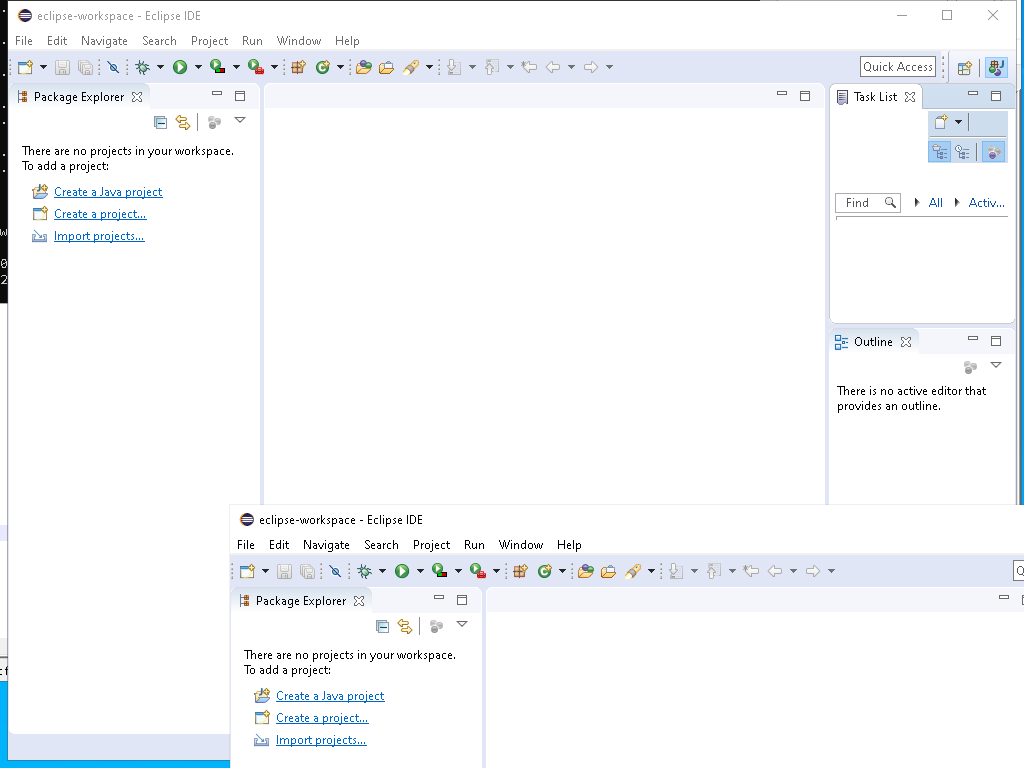 eclipse-workspace - Eclipse IDE
File Edit Navigate Search Project Run Window Help
Quick Access
Package Explorer
There are no projects in your workspace.
To add a project:
Create a Java project
Create a project...
Import projects...
Task List
Find All Activ...
Outline
There is no active editor that
provides an outline.
eclipse-workspace - Eclipse IDE
File Edit Navigate Search Project Run Window Help
Package Explorer
There are no projects in your workspace.
To add a project:
Create a Java project
Create a project...
Import projects...